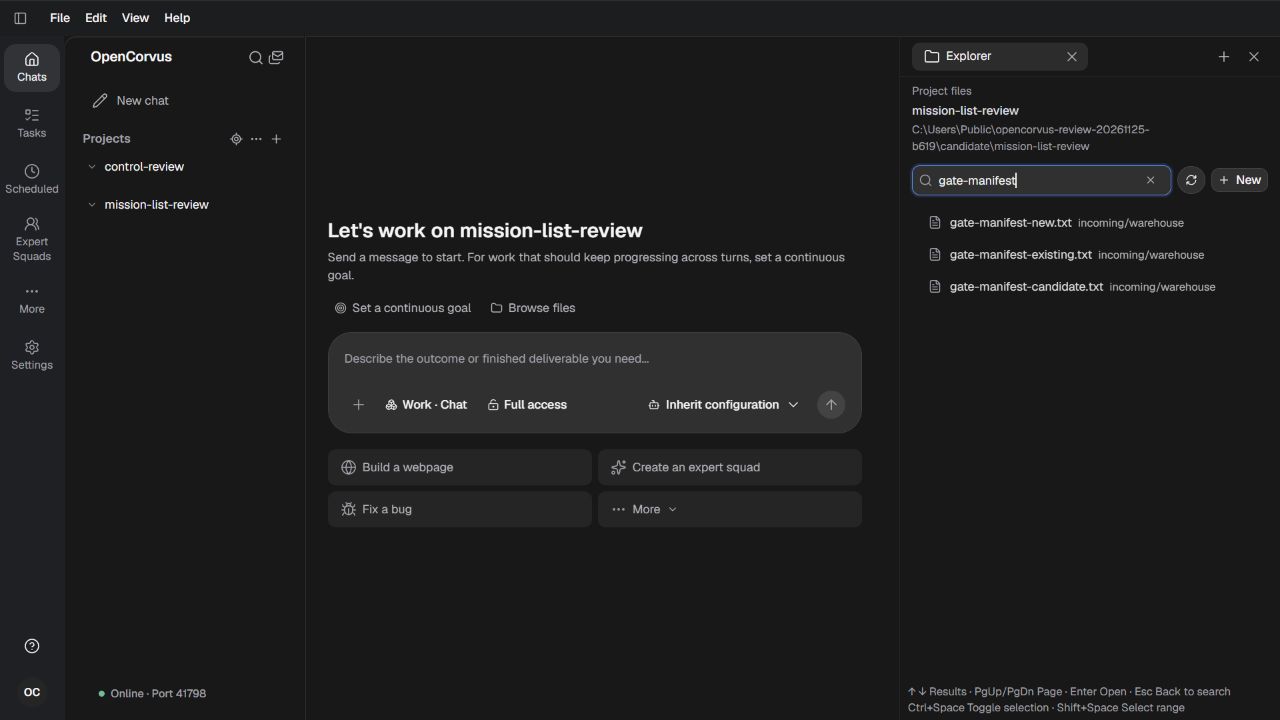 File Edit View Help
Chats
Tasks
Scheduled
Expert
Squads
More
Settings
OC
OpenCorvus
New chat
Projects
control-review
mission-list-review
Online · Port 41798
Let's work on mission-list-review
Send a message to start. For work that should keep progressing across turns, set a continuous
goal.
Set a continuous goal Browse files
Describe the outcome or finished deliverable you need...
Work · Chat Full access Inherit configuration
Build a webpage Create an expert squad
Fix a bug More
Explorer
Project files
mission-list-review
C:\Users\Public\opencorvus-review-20261125-
b619\candidate\mission-list-review
gate-manifest New
gate-manifest-new.txt incoming/warehouse
gate-manifest-existing.txt incoming/warehouse
gate-manifest-candidate.txt incoming/warehouse
↑↓ Results · PgUp/PgDn Page · Enter Open · Esc Back to search
Ctrl+Space Toggle selection · Shift+Space Select range